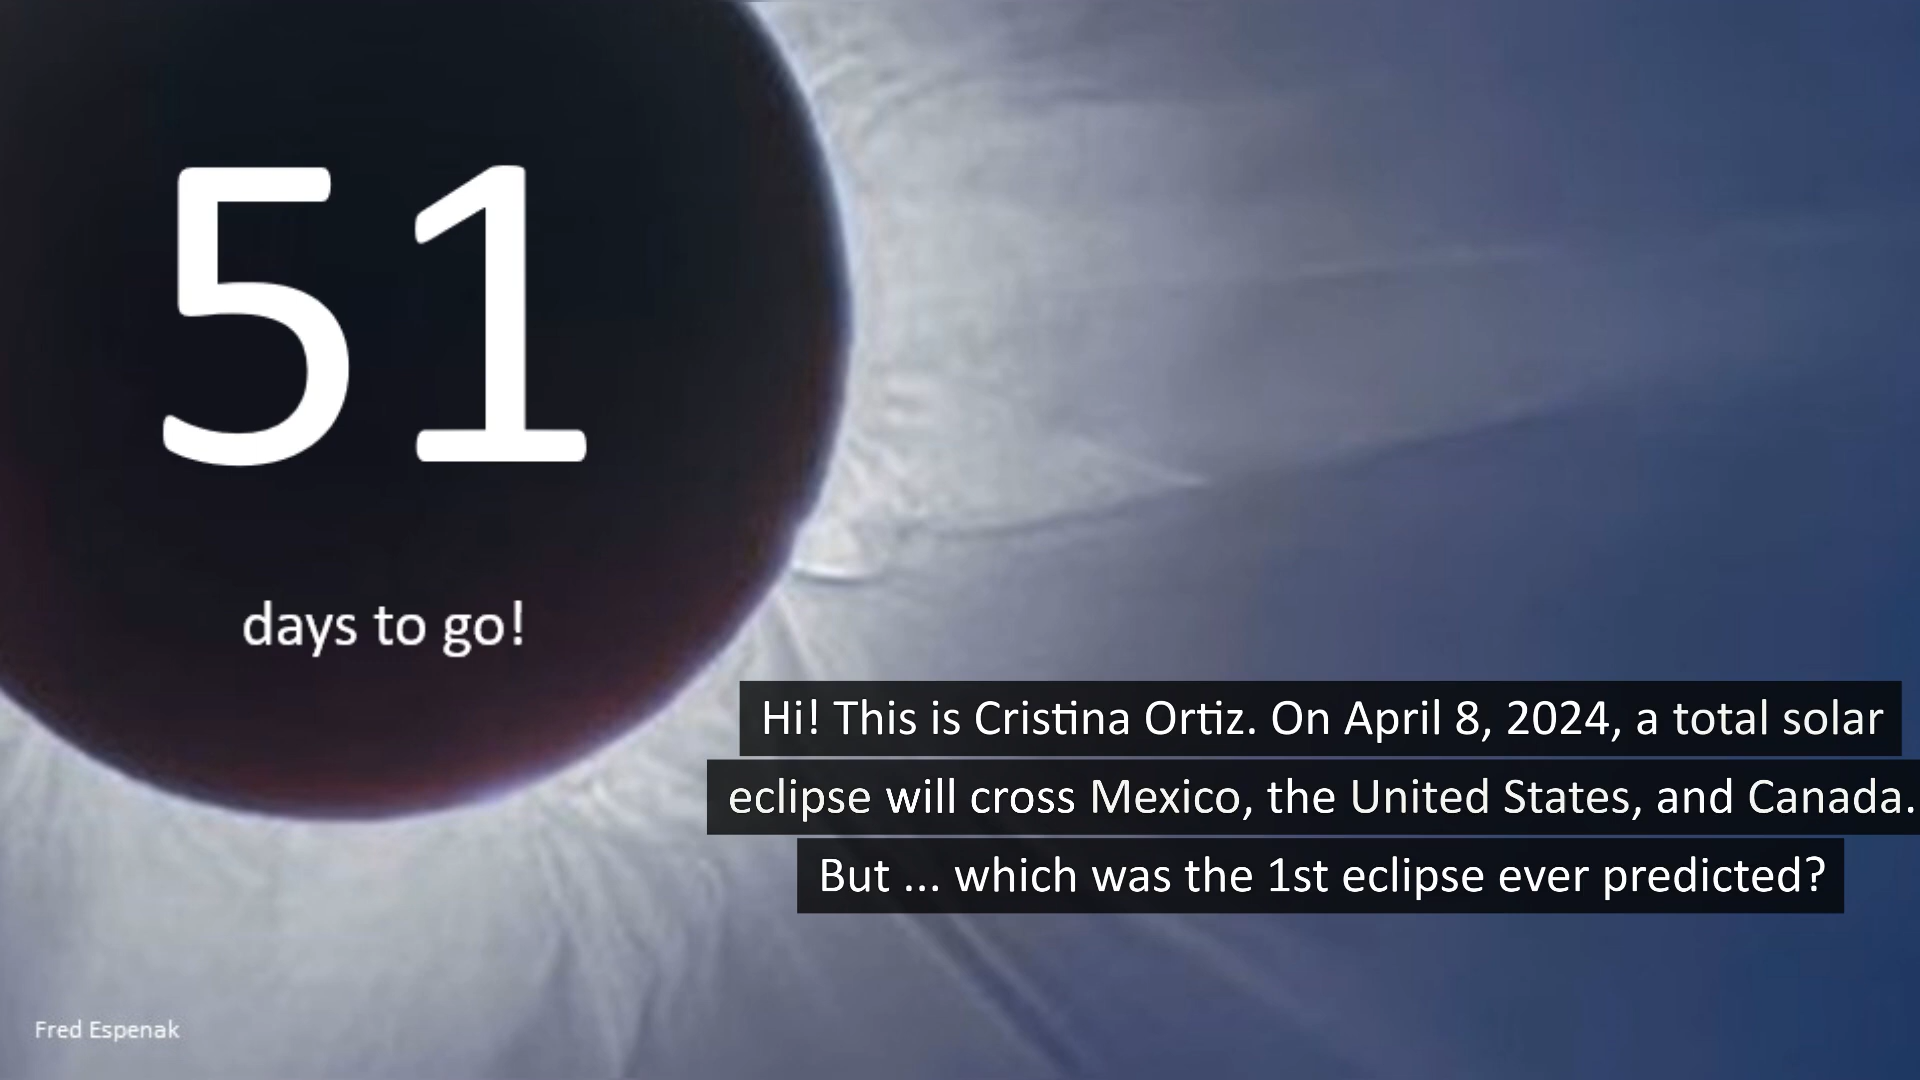 51
days to go!
Hi! This is Cristina Ortiz. On April 8, 2024, a total solar
eclipse will cross Mexico, the United States, and Canada.
But ... which was the 1st eclipse ever predicted?
Fred Espenak